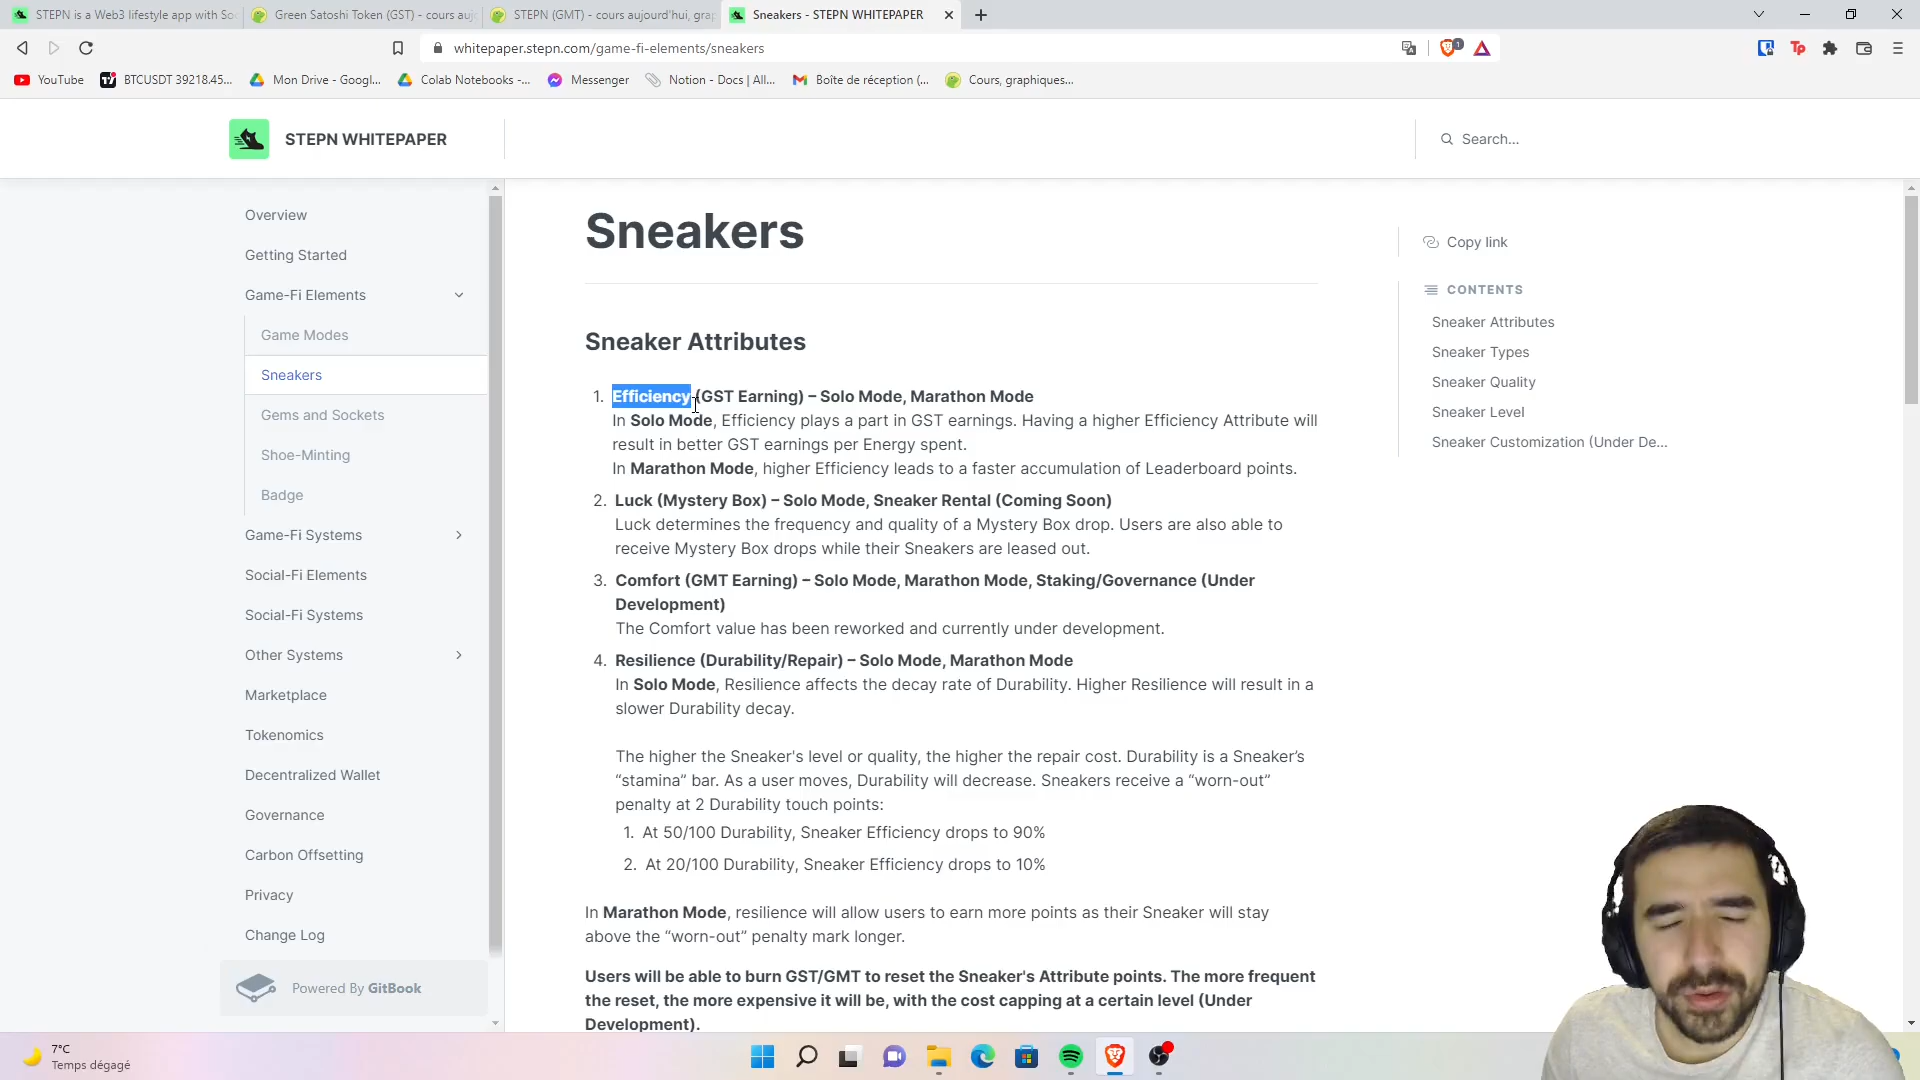 STEPN is a Web3 lifestyle app with Soc
Green Satoshi Token (GST) - cours auj
STEPN (GMT) - cours aujourd'hui, gra
Sneakers - STEPN WHITEPAPER
whitepaper.stepn.com/game-fi-elements/sneakers
1
YouTube
BTCUSDT 39218.45...
Mon Drive - Googl...
Colab Notebooks -...
Messenger
Notion - Docs | All...
Boîte de réception (...
Cours, graphiques...
STEPN WHITEPAPER
Search...
Overview
Getting Started
Game-Fi Elements
Game Modes
Sneakers
Gems and Sockets
Shoe-Minting
Badge
Game-Fi Systems
Social-Fi Elements
Social-Fi Systems
Other Systems
Marketplace
Tokenomics
Decentralized Wallet
Governance
Carbon Offsetting
Privacy
Change Log
Powered By GitBook
Sneakers
Sneaker Attributes
1. Efficiency (GST Earning) – Solo Mode, Marathon Mode
In Solo Mode, Efficiency plays a part in GST earnings. Having a higher Efficiency Attribute will
result in better GST earnings per Energy spent.
In Marathon Mode, higher Efficiency leads to a faster accumulation of Leaderboard points.
2. Luck (Mystery Box) – Solo Mode, Sneaker Rental (Coming Soon)
Luck determines the frequency and quality of a Mystery Box drop. Users are also able to
receive Mystery Box drops while their Sneakers are leased out.
3. Comfort (GMT Earning) – Solo Mode, Marathon Mode, Staking/Governance (Under
Development)
The Comfort value has been reworked and currently under development.
4. Resilience (Durability/Repair) – Solo Mode, Marathon Mode
In Solo Mode, Resilience affects the decay rate of Durability. Higher Resilience will result in a
slower Durability decay.
The higher the Sneaker's level or quality, the higher the repair cost. Durability is a Sneaker’s
“stamina” bar. As a user moves, Durability will decrease. Sneakers receive a “worn-out”
penalty at 2 Durability touch points:
1. At 50/100 Durability, Sneaker Efficiency drops to 90%
2. At 20/100 Durability, Sneaker Efficiency drops to 10%
In Marathon Mode, resilience will allow users to earn more points as their Sneaker will stay
above the “worn-out” penalty mark longer.
Users will be able to burn GST/GMT to reset the Sneaker's Attribute points. The more frequent
the reset, the more expensive it will be, with the cost capping at a certain level (Under
Development).
Copy link
CONTENTS
Sneaker Attributes
Sneaker Types
Sneaker Quality
Sneaker Level
Sneaker Customization (Under De...
7°C
Temps dégagé